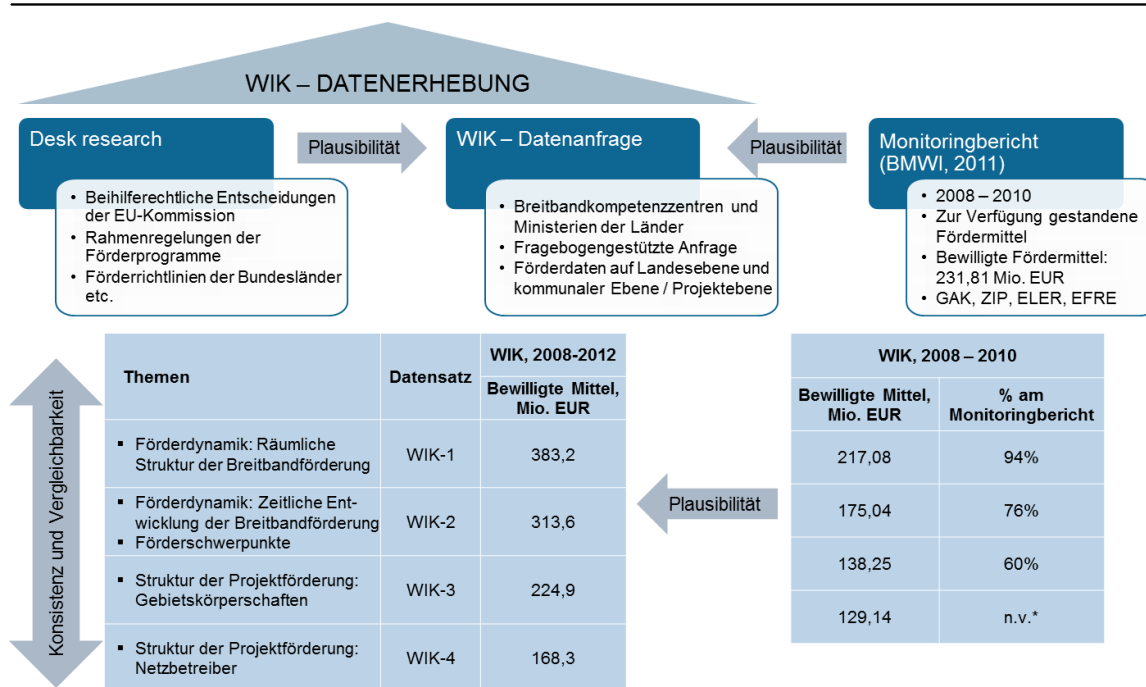 WIK – DATENERHEBUNG
Desk research
• Beihilferechtliche Entscheidungen
der EU-Kommission
• Rahmenregelungen der
Förderprogramme
• Förderrichtlinien der Bundesländer
etc.
Plausibilität
WIK – Datenanfrage
• Breitbandkompetenzzentren und
Ministerien der Länder
• Fragebogengestützte Anfrage
• Förderdaten auf Landesebene und
kommunaler Ebene / Projektebene
Plausibilität
Monitoringbericht
(BMWI, 2011)
• 2008 – 2010
• Zur Verfügung gestandene
Fördermittel
• Bewilligte Fördermittel:
231,81 Mio. EUR
• GAK, ZIP, ELER, EFRE
Konsistenz und Vergleichbarkeit
Themen
Datensatz
WIK, 2008-2012
Bewilligte Mittel,
Mio. EUR
▪ Förderdynamik: Räumliche
Struktur der Breitbandförderung
WIK-1
383,2
▪ Förderdynamik: Zeitliche Ent-
wicklung der Breitbandförderung
▪ Förderschwerpunkte
WIK-2
313,6
▪ Struktur der Projektförderung:
Gebietskörperschaften
WIK-3
224,9
▪ Struktur der Projektförderung:
Netzbetreiber
WIK-4
168,3
Plausibilität
WIK, 2008 – 2010
Bewilligte Mittel,
Mio. EUR
% am
Monitoringbericht
217,08
94%
175,04
76%
138,25
60%
129,14
n.v.*